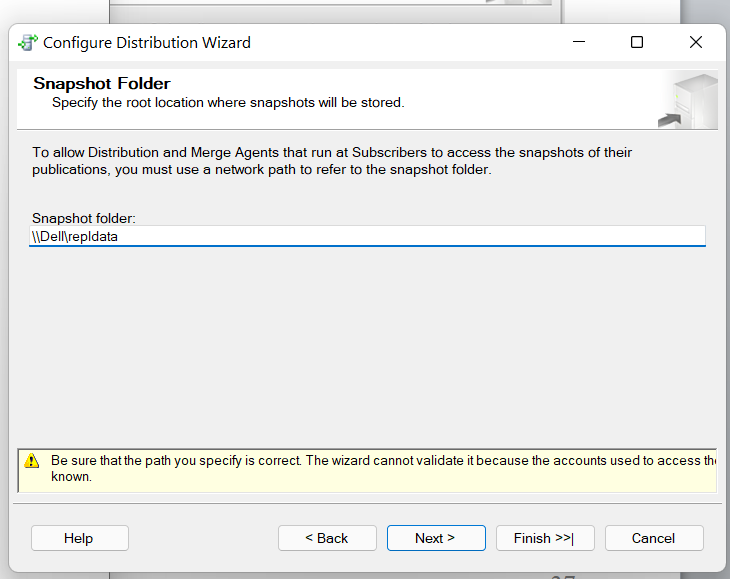 Configure Distribution Wizard
Snapshot Folder
Specify the root location where snapshots will be stored.
To allow Distribution and Merge Agents that run at Subscribers to access the snapshots of their
publications, you must use a network path to refer to the snapshot folder.
Snapshot folder:
\\Dell\repldata
Be sure that the path you specify is correct. The wizard cannot validate it because the accounts used to access
known.
Help
< Back
Next >
Finish >>|
Cancel